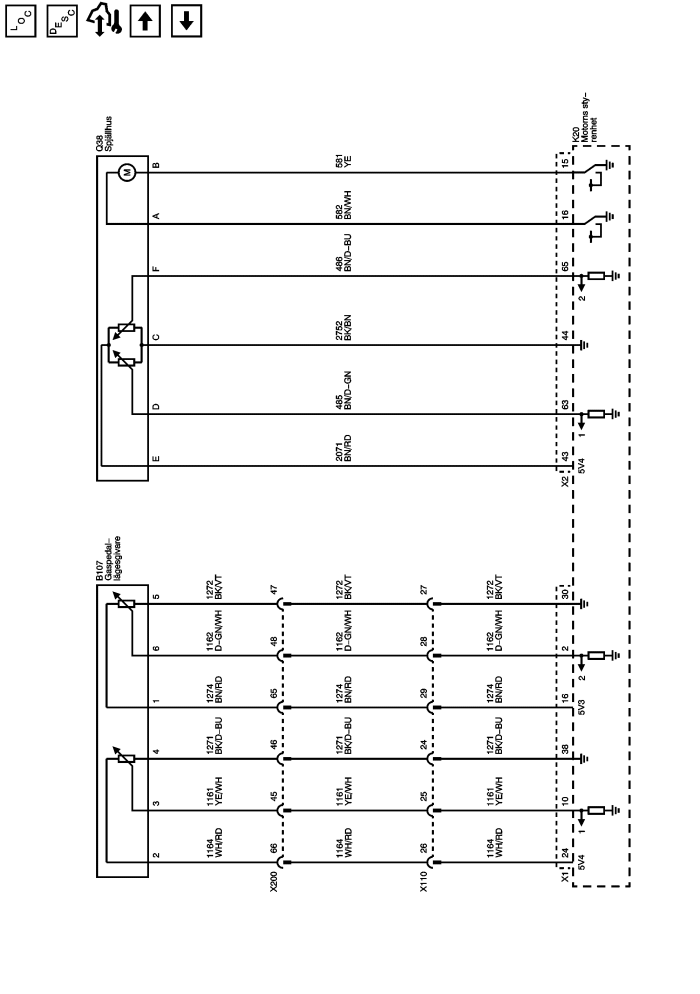 LOC
DESC
Q38
Spjällhus
K20
Motorns sty–
renhet
M
B
581
YE
15
A
582
BN/WH
16
F
486
BN/D–BU
65
2
C
2752
BK/BN
44
D
485
BN/D–GN
63
1
E
2071
BN/RD
43
5V4
X2
B107
Gaspedal–
lägesgivare
5
1272
BK/VT
47
1272
BK/VT
27
1272
BK/VT
30
6
1162
D–GN/WH
48
1162
D–GN/WH
28
1162
D–GN/WH
2
2
1
1274
BN/RD
65
1274
BN/RD
29
1274
BN/RD
16
5V3
4
1271
BK/D–BU
46
1271
BK/D–BU
24
1271
BK/D–BU
38
3
1161
YE/WH
45
1161
YE/WH
25
1161
YE/WH
10
1
2
1164
WH/RD
66
1164
WH/RD
26
1164
WH/RD
24
5V4
X200
X110
X1